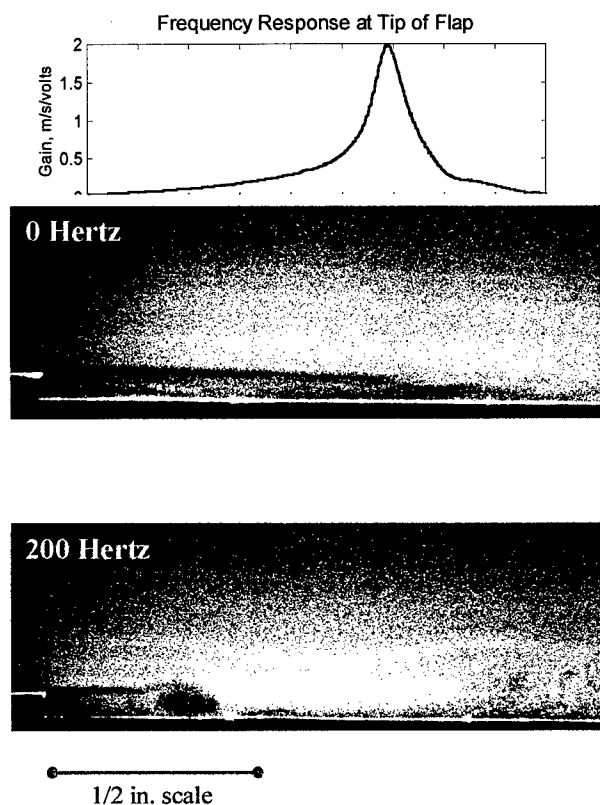 Frequency Response at Tip of Flap
Gain, m/s/volts
2
1.5
1
0.5
0 Hertz
200 Hertz
1/2 in. scale